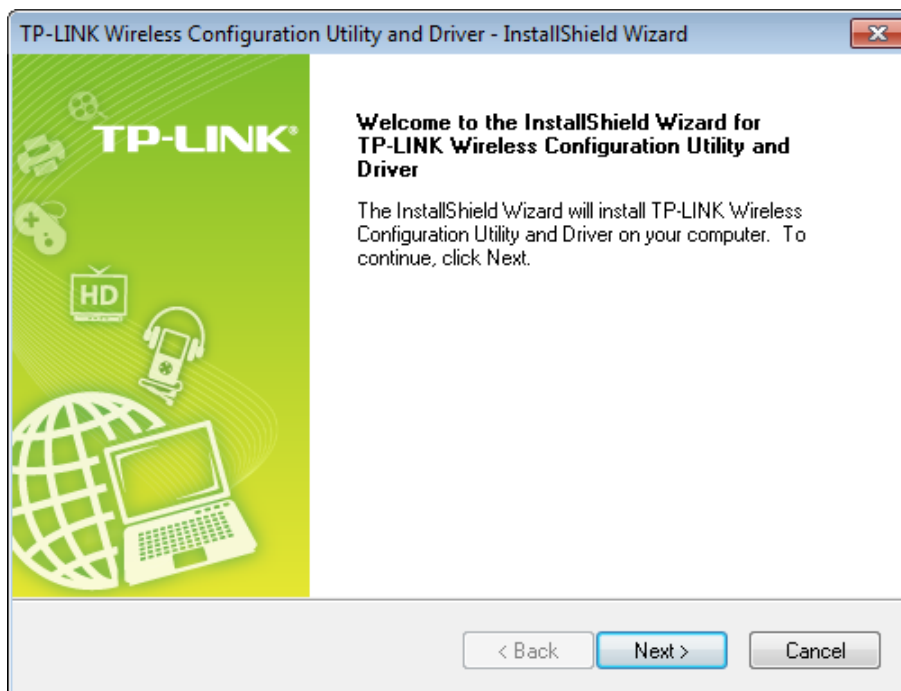 TP-LINK Wireless Configuration Utility and Driver - InstallShield Wizard
TP-LINK®
HD
Welcome to the InstallShield Wizard for
TP-LINK Wireless Configuration Utility and
Driver
The InstallShield Wizard will install TP-LINK Wireless
Configuration Utility and Driver on your computer. To
continue, click Next.
< Back
Next >
Cancel